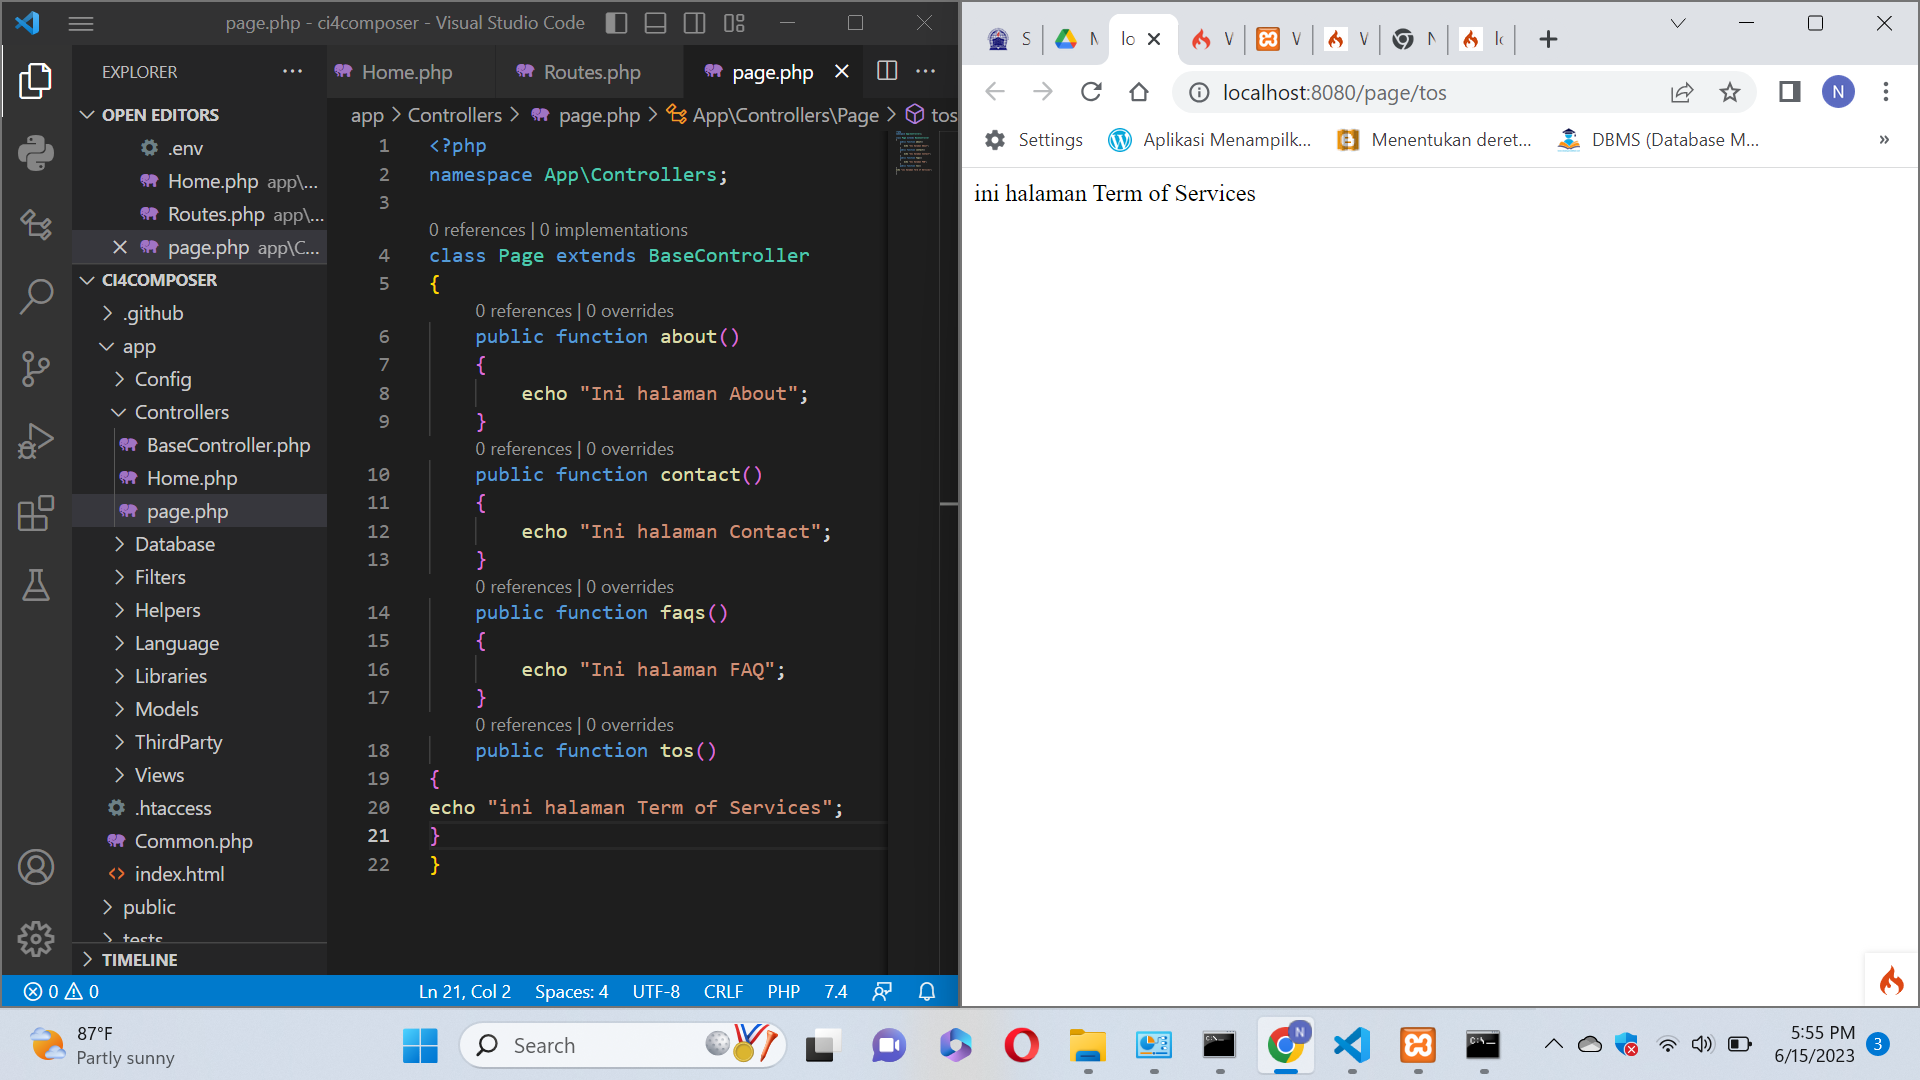 page.php - ci4composer - Visual Studio Code
EXPLORER
OPEN EDITORS
.env
Home.php app\...
Routes.php app\...
page.php app\C...
CI4COMPOSER
.github
app
Config
Controllers
BaseController.php
Home.php
page.php
Database
Filters
Helpers
Language
Libraries
Models
ThirdParty
Views
.htaccess
Common.php
index.html
public
tests
TIMELINE
Home.php
Routes.php
page.php
app > Controllers > page.php > App\Controllers\Page > tos
1 <?php
2 namespace App\Controllers;
3
0 references | 0 implementations
4 class Page extends BaseController
5 {
0 references | 0 overrides
6 public function about()
7 {
8 echo "Ini halaman About";
9 }
0 references | 0 overrides
10 public function contact()
11 {
12 echo "Ini halaman Contact";
13 }
0 references | 0 overrides
14 public function faqs()
15 {
16 echo "Ini halaman FAQ";
17 }
0 references | 0 overrides
18 public function tos()
19 {
20 echo "ini halaman Term of Services";
21 }
22 }
0 0
Ln 21, Col 2 Spaces: 4 UTF-8 CRLF PHP 7.4
S
lo
localhost:8080/page/tos
N
Settings
Aplikasi Menampilk...
Menentukan deret...
DBMS (Database M...
»
ini halaman Term of Services
87°F
Partly sunny
Search
N
5:55 PM
6/15/2023
3